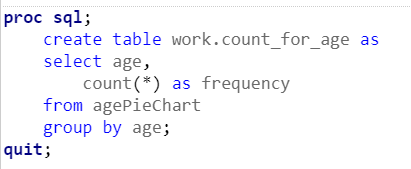 proc sql;
    create table work.count_for_age as
    select age,
        count(*) as frequency
    from agePieChart
    group by age;
quit;